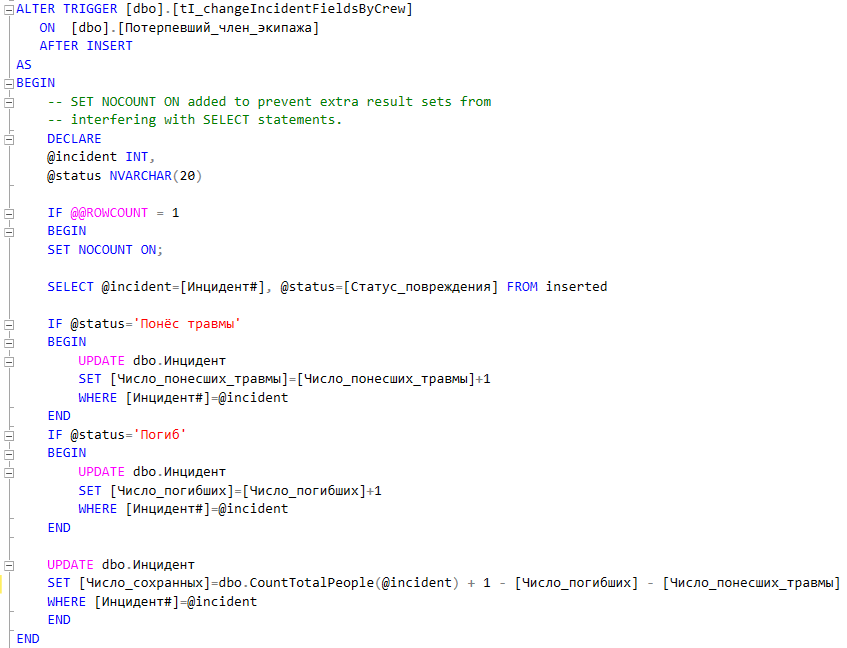 ALTER TRIGGER [dbo].[tI_changeIncidentFieldsByCrew]
ON [dbo].[Потерпевший_член_экипажа]
AFTER INSERT
AS
BEGIN
-- SET NOCOUNT ON added to prevent extra result sets from
-- interfering with SELECT statements.
DECLARE
@incident INT,
@status NVARCHAR(20)
IF @@ROWCOUNT = 1
BEGIN
SET NOCOUNT ON;
SELECT @incident=[Инцидент#], @status=[Статус_повреждения] FROM inserted
IF @status='Понёс травмы'
BEGIN
UPDATE dbo.Инцидент
SET [Число_понесших_травмы]=[Число_понесших_травмы]+1
WHERE [Инцидент#]=@incident
END
IF @status='Погиб'
BEGIN
UPDATE dbo.Инцидент
SET [Число_погибших]=[Число_погибших]+1
WHERE [Инцидент#]=@incident
END
UPDATE dbo.Инцидент
SET [Число_сохранных]=dbo.CountTotalPeople(@incident) + 1 - [Число_погибших] - [Число_понесших_травмы]
WHERE [Инцидент#]=@incident
END
END